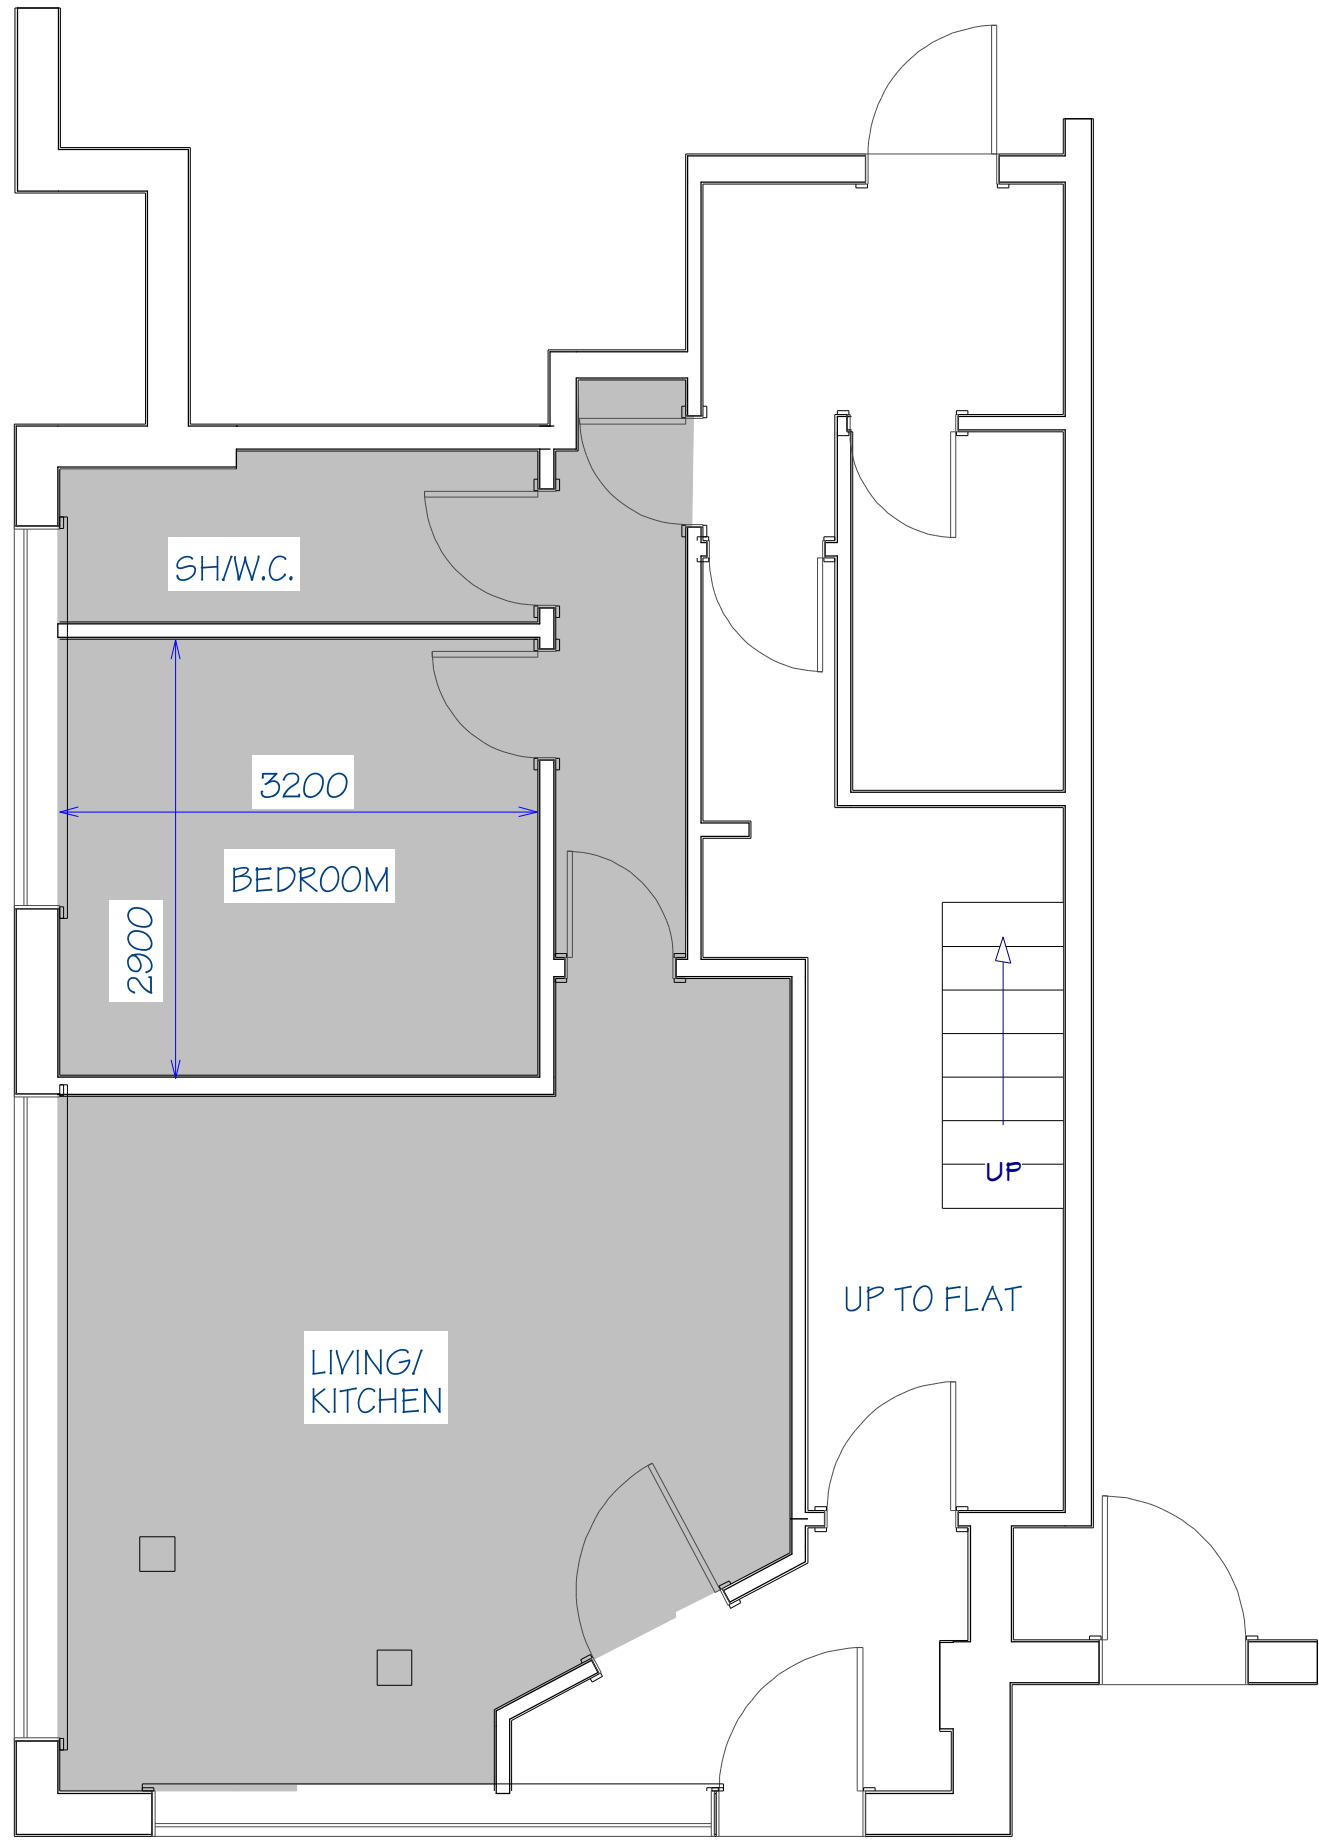 SH/W.C.
3200
BEDROOM
2900
UP
UP TO FLAT
LIVING/
KITCHEN